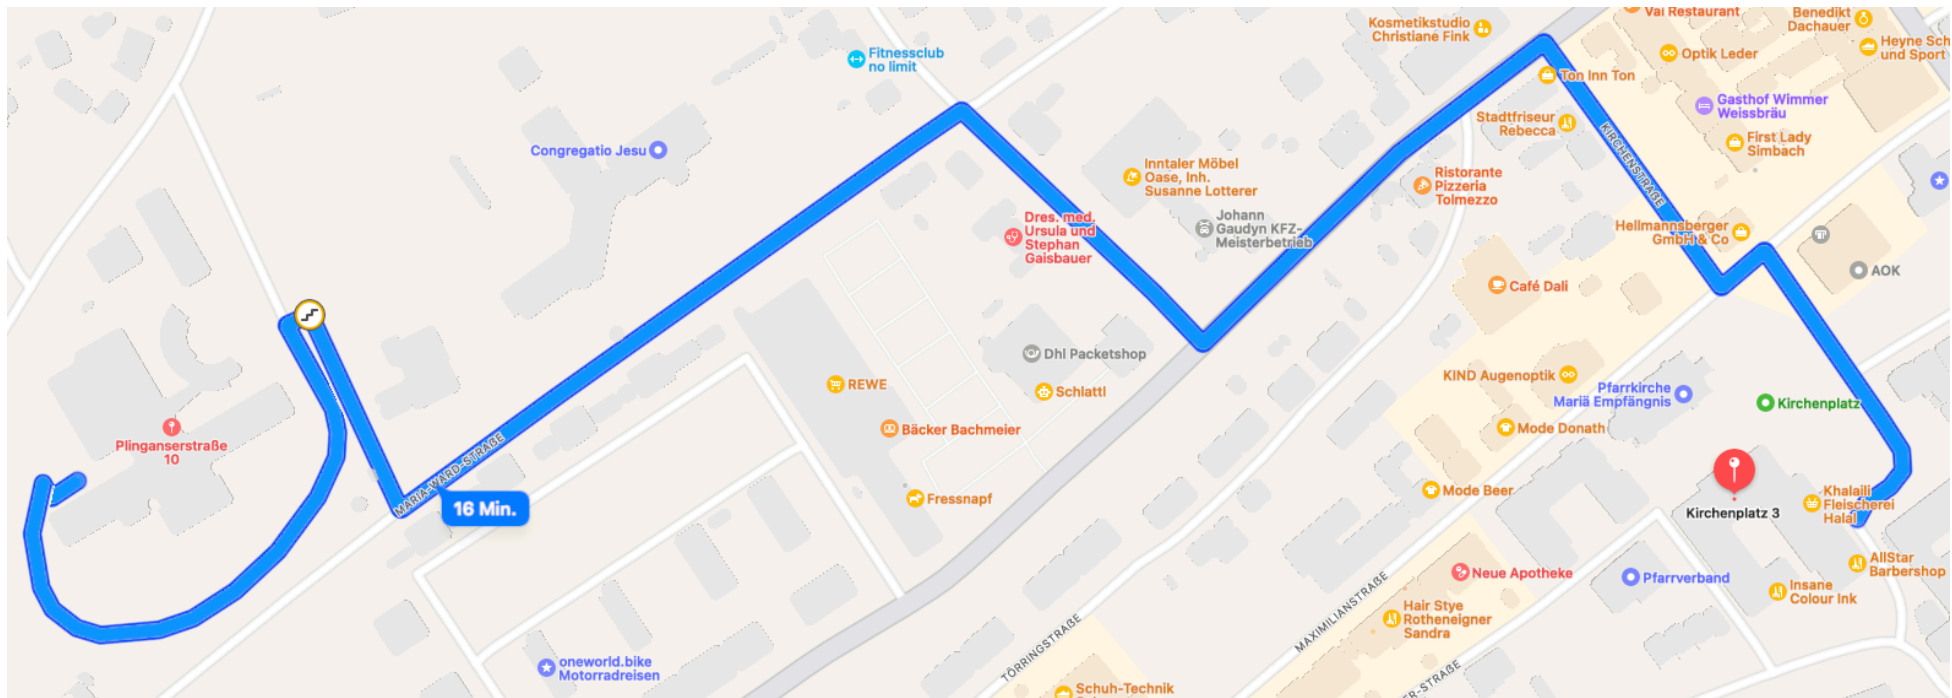 Kosmetikstudio
Christiane Fink
Vai Restaurant
Benedikt
Dachauer
Heyne Sch
und Sport
Optik Leder
Fitnessclub
no limit
Ton Inn Ton
Gasthof Wimmer
Weissbräu
Stadtfriseur
Rebecca
First Lady
Simbach
Congregatio Jesu
KIRCHENSTRAẞE
Inntaler Möbel
Oase, Inh.
Susanne Lotterer
Ristorante
Pizzeria
Tolmezzo
Dres. med.
Ursula und
Stephan
Gaisbauer
Johann
Gaudyn KFZ-
Meisterbetrieb
Hellmannsberger
GmbH & Co
AOK
Café Dali
Dhl Packetshop
REWE
Schlattl
KIND Augenoptik
Pfarrkirche
Mariä Empfängnis
Kirchenplatz
Bäcker Bachmeier
Mode Donath
Plinganserstraße
10
MARIA-WARD-STRAẞE
16 Min.
Fressnapf
Mode Beer
Kirchenplatz 3
Khalaili
Fleischerei
Halal
Neue Apotheke
Pfarrverband
AllStar
Barbershop
Insane
Colour Ink
MAXIMILIANSTRAẞE
Hair Stye
Rotheneigner
Sandra
TÖRRINGSTRAẞE
oneworld.bike
Motorradreisen
ER-STRAẞE
Schuh-Technik